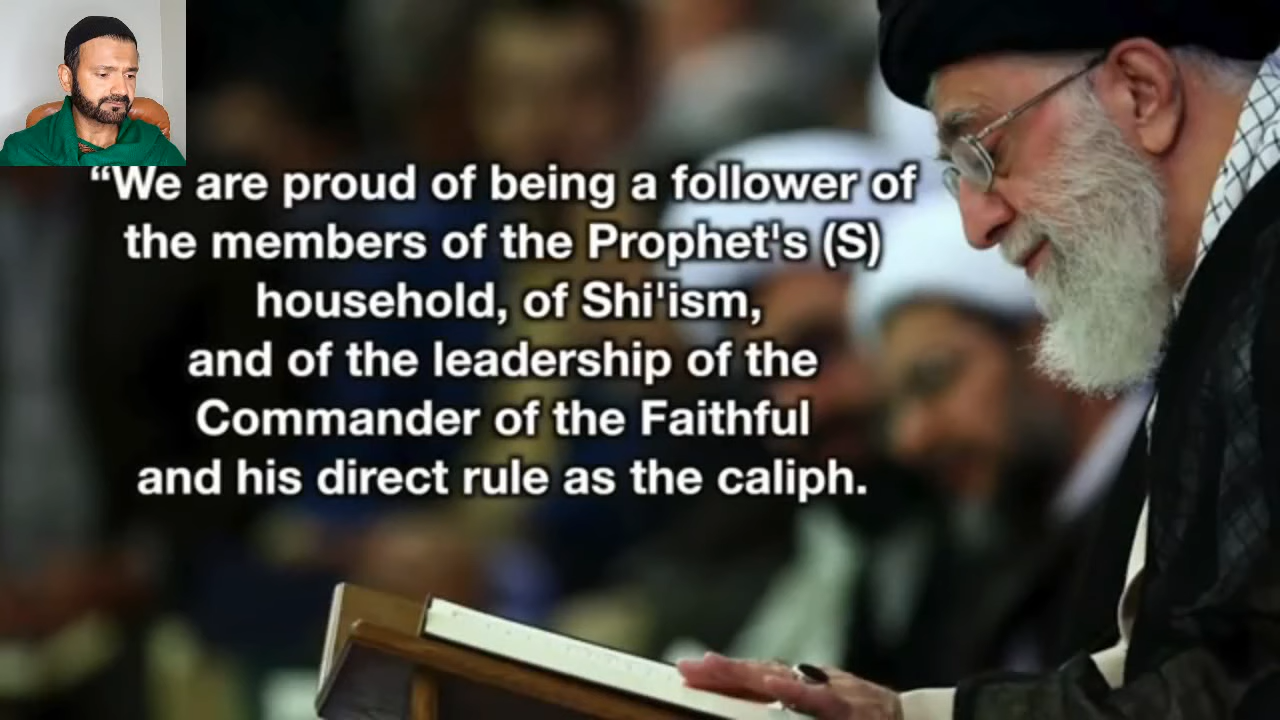 “We are proud of being a follower of
the members of the Prophet's (S)
household, of Shi'ism,
and of the leadership of the
Commander of the Faithful
and his direct rule as the caliph.